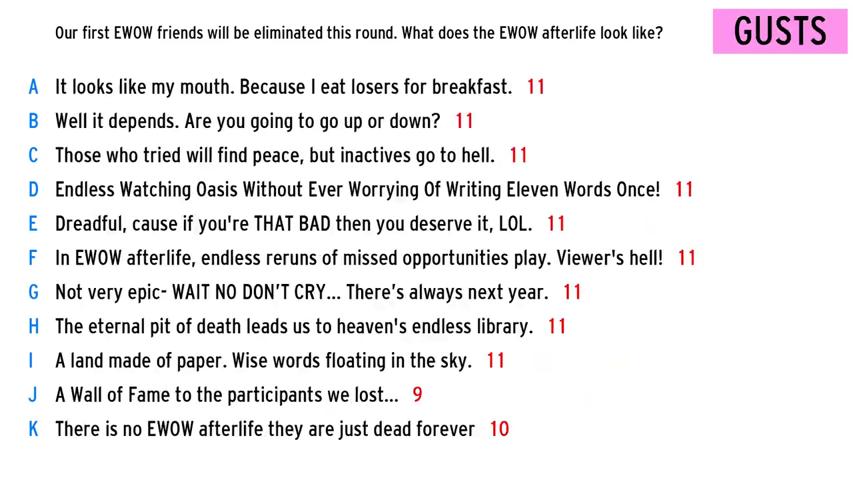 Our first EWOW friends will be eliminated this round. What does the EWOW afterlife look like?
GUSTS
A It looks like my mouth. Because I eat losers for breakfast. 11
B Well it depends. Are you going to go up or down? 11
C Those who tried will find peace, but inactives go to hell. 11
D Endless Watching Oasis Without Ever Worrying Of Writing Eleven Words Once! 11
E Dreadful, cause if you're THAT BAD then you deserve it, LOL. 11
F In EWOW afterlife, endless reruns of missed opportunities play. Viewer's hell! 11
G Not very epic- WAIT NO DON’T CRY... There’s always next year. 11
H The eternal pit of death leads us to heaven's endless library. 11
I A land made of paper. Wise words floating in the sky. 11
J A Wall of Fame to the participants we lost... 9
K There is no EWOW afterlife they are just dead forever 10